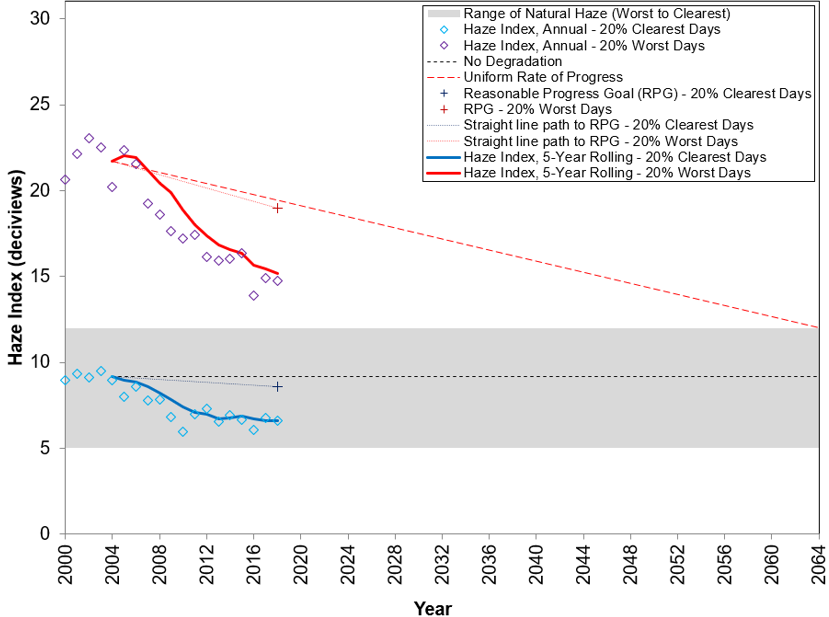 30
25
20
15
10
5
0
Haze Index (deciviews)
Range of Natural Haze (Worst to Clearest)
Haze Index, Annual - 20% Clearest Days
Haze Index, Annual - 20% Worst Days
No Degradation
Uniform Rate of Progress
Reasonable Progress Goal (RPG) - 20% Clearest Days
RPG - 20% Worst Days
Straight line path to RPG - 20% Clearest Days
Straight line path to RPG - 20% Worst Days
Haze Index, 5-Year Rolling - 20% Clearest Days
Haze Index, 5-Year Rolling - 20% Worst Days
2000 2004 2008 2012 2016 2020 2024 2028 2032 2036 2040 2044 2048 2052 2056 2060 2064
Year